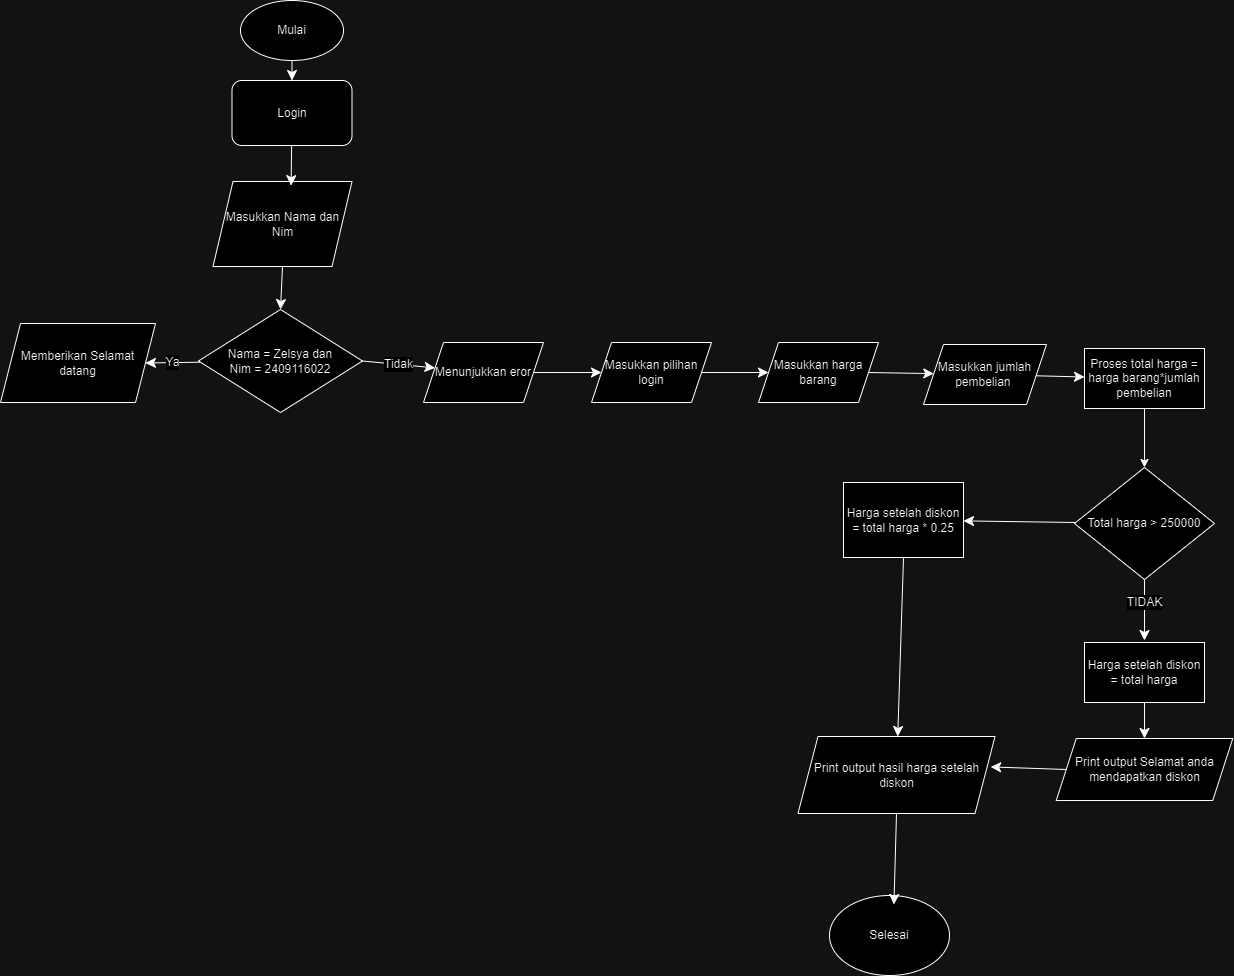 Mulai
Login
Masukkan Nama dan
Nim
Nama = Zelsya dan
Nim = 2409116022
Ya
Memberikan Selamat
datang
Tidak
Menunjukkan eror
Masukkan pilihan
login
Masukkan harga
barang
Masukkan jumlah
pembelian
Proses total harga =
harga barang*jumlah
pembelian
Total harga > 250000
Harga setelah diskon
= total harga * 0.25
TIDAK
Harga setelah diskon
= total harga
Print output Selamat anda
mendapatkan diskon
Print output hasil harga setelah
diskon
Selesai